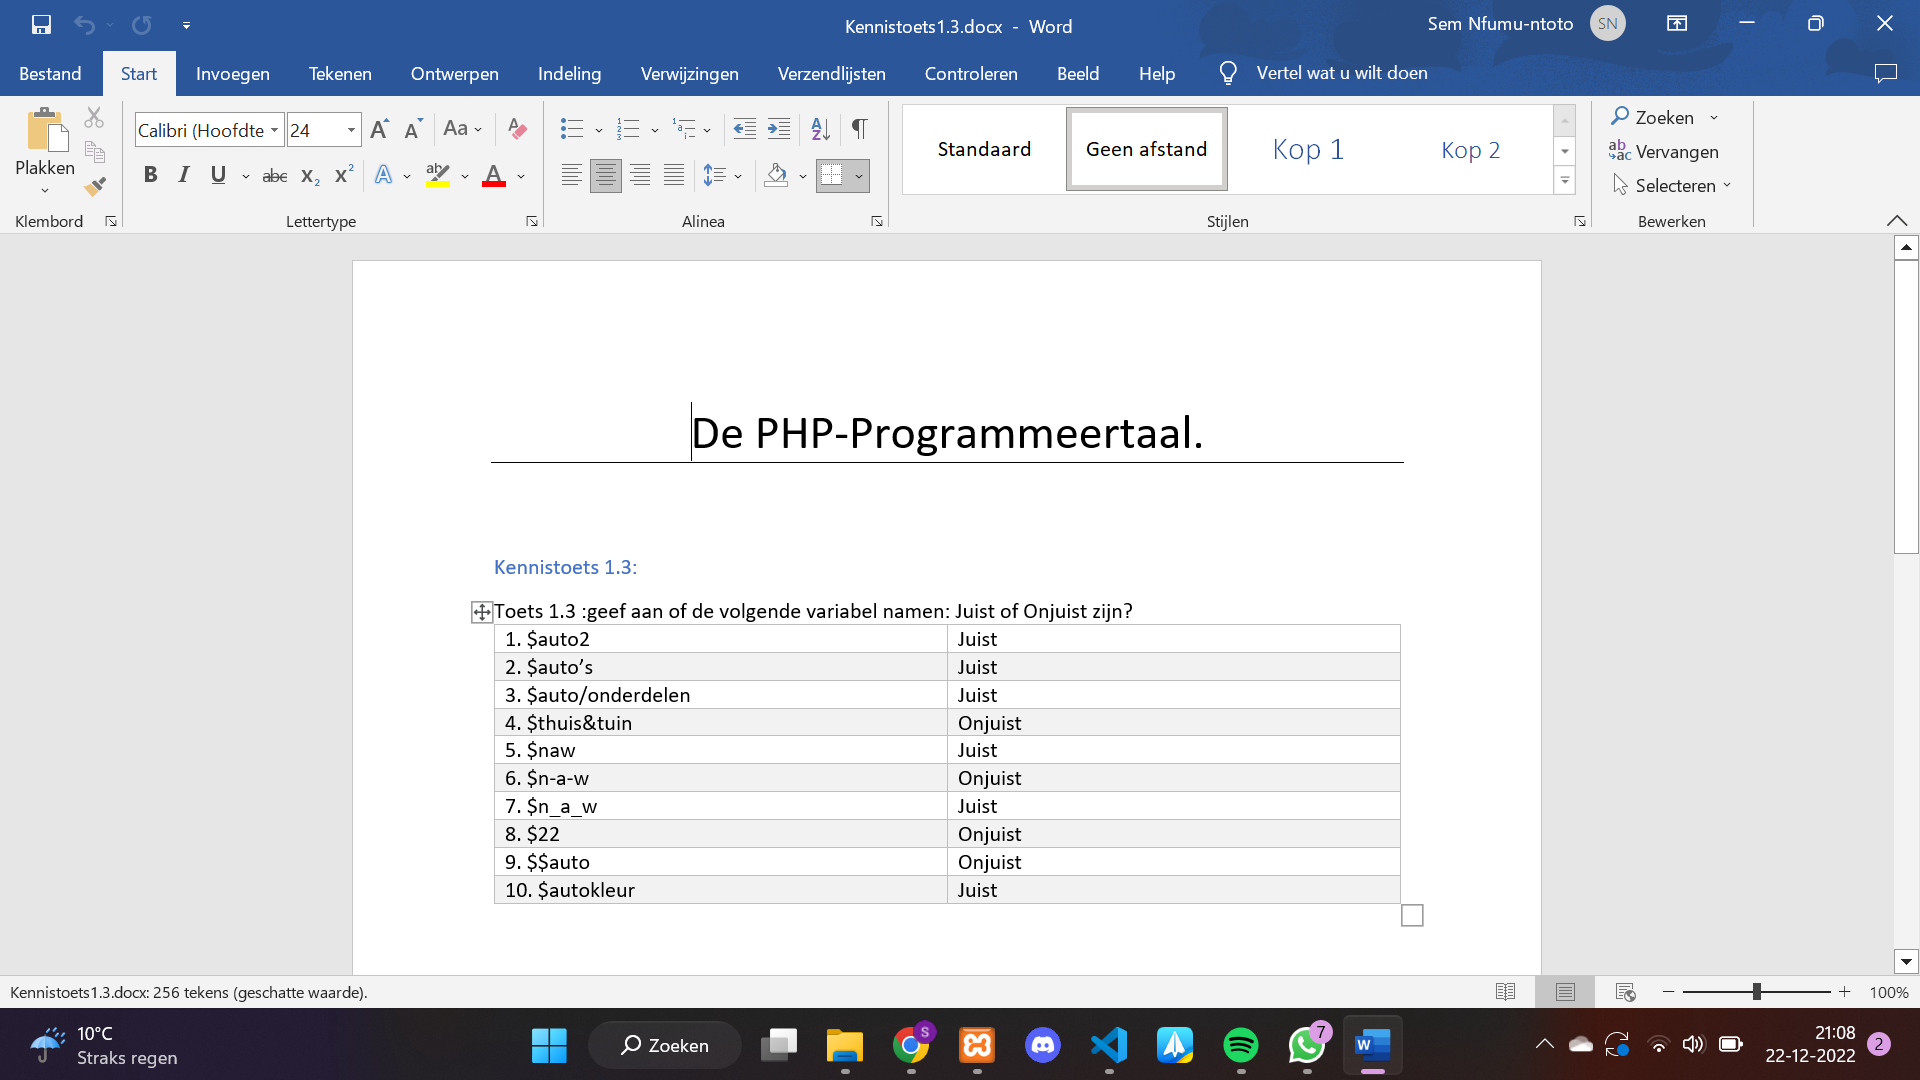 Kennistoets1.3.docx - Word
Sem Nfumu-ntoto SN
Bestand Start Invoegen Tekenen Ontwerpen Indeling Verwijzingen Verzendlijsten Controleren Beeld Help Vertel wat u wilt doen
Plakken
Klembord
Calibri (Hoofdte 24
Lettertype
Alinea
Standaard Geen afstand Kop 1 Kop 2
Stijlen
Zoeken
Vervangen
Selecteren
Bewerken
De PHP-Programmeertaal.
Kennistoets 1.3:
Toets 1.3 :geef aan of de volgende variabel namen: Juist of Onjuist zijn?
1. $auto2 Juist
2. $auto’s Juist
3. $auto/onderdelen Juist
4. $thuis&tuin Onjuist
5. $naw Juist
6. $n-a-w Onjuist
7. $n_a_w Juist
8. $22 Onjuist
9. $$auto Onjuist
10. $autokleur Juist
Kennistoets1.3.docx: 256 tekens (geschatte waarde).
100%
10°C
Straks regen
Zoeken
S
7
21:08
22-12-2022
2